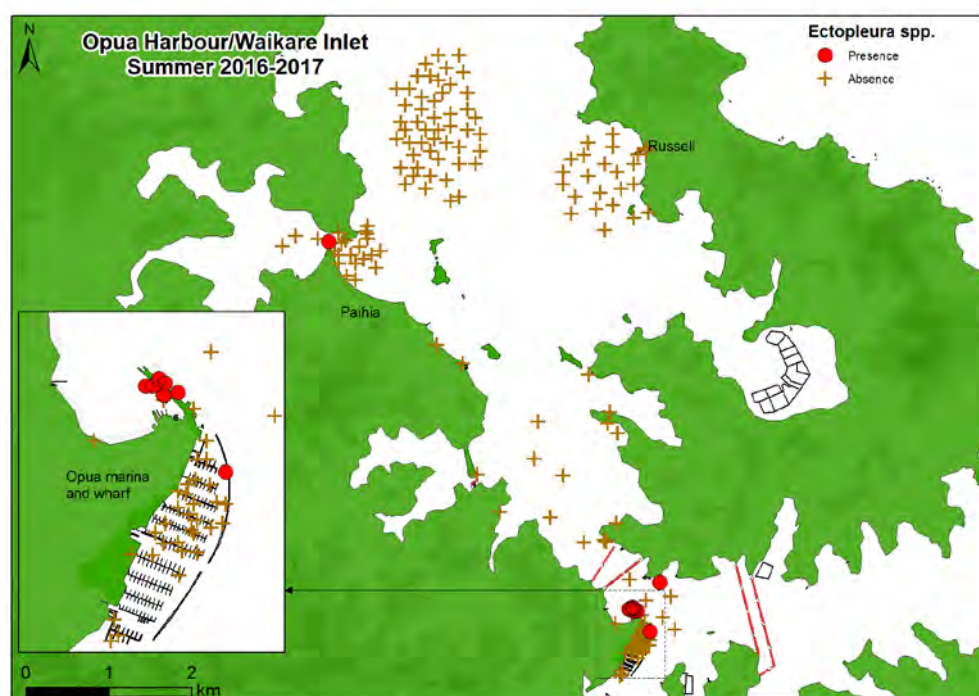 N
Opua Harbour/Waikare Inlet
Summer 2016-2017
Ectopleura spp.
Presence
Absence
Russell
Paihia
Opua marina
and wharf
0 1 2
km